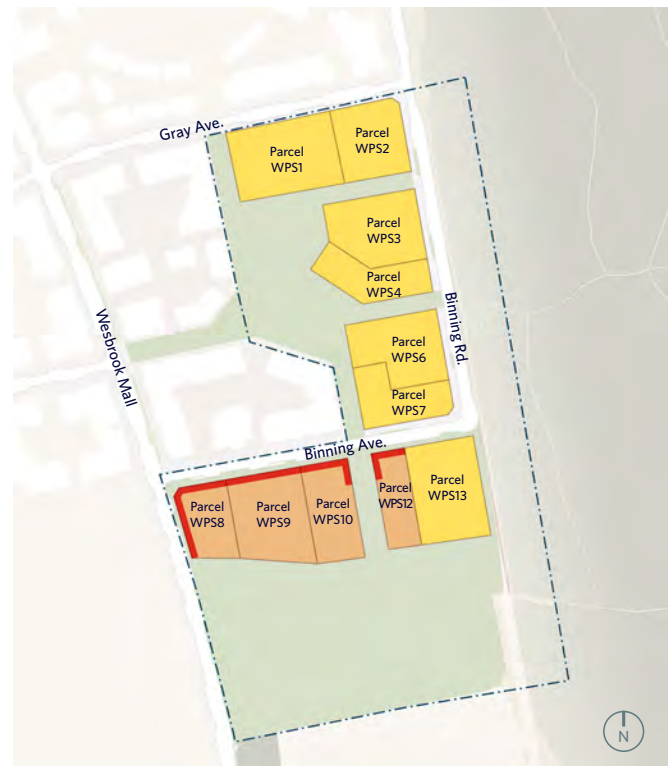 Gray Ave.
Parcel
WPS1
Parcel
WPS2
Parcel
WPS3
Parcel
WPS4
Binning Rd.
Wesbrook Mall
Parcel
WPS6
Parcel
WPS7
Binning Ave.
Parcel
WPS8
Parcel
WPS9
Parcel
WPS10
Parcel
WPS12
Parcel
WPS13
N